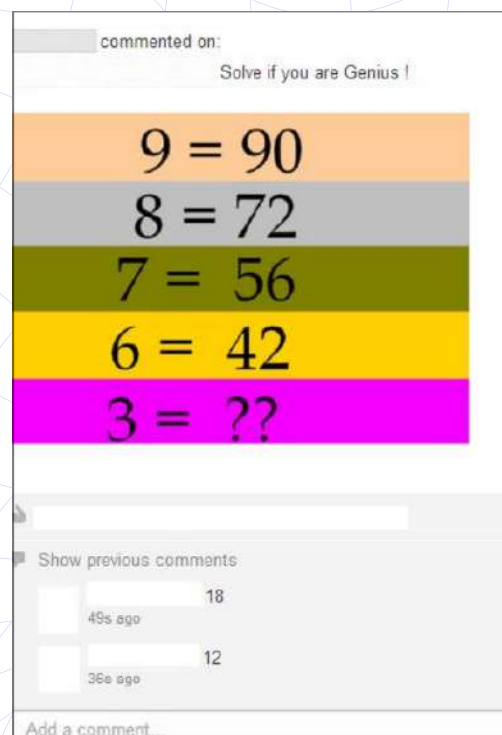 commented on:
Solve if you are Genius !
9 = 90
8 = 72
7 = 56
6 = 42
3 = ??
Show previous comments
18
49s ago
12
36s ago
Add a comment...